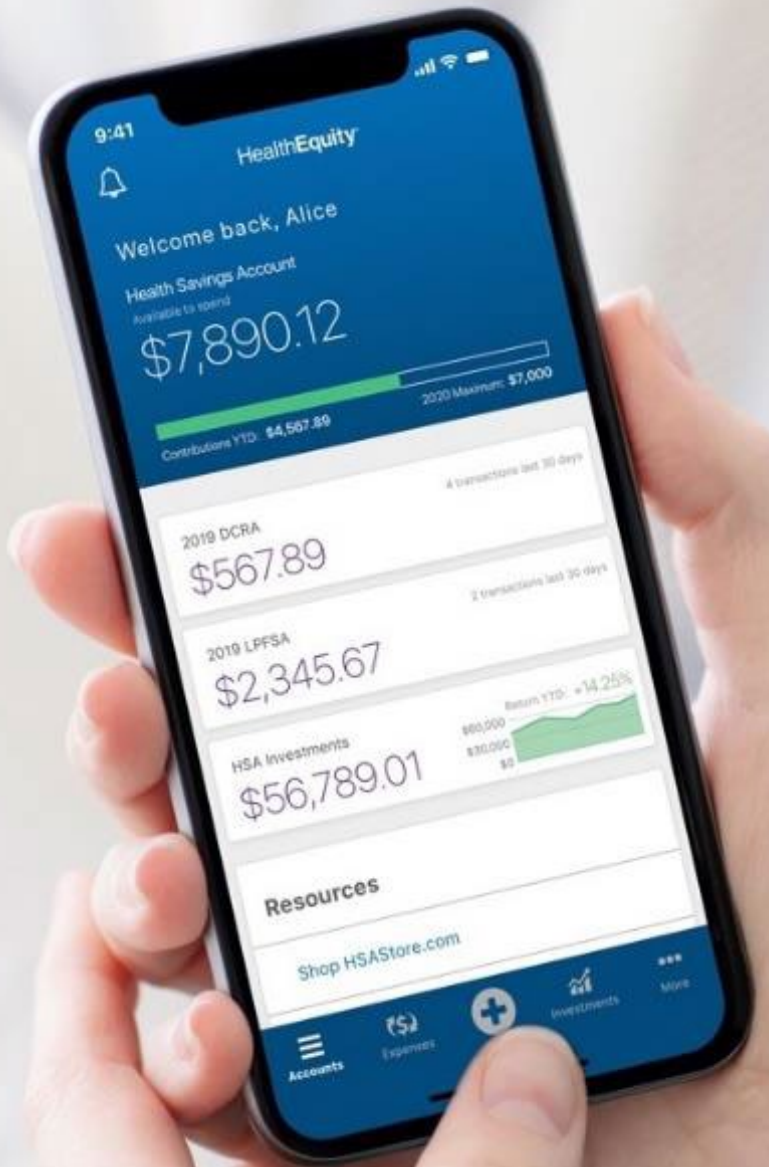 9:41
HealthEquity
Welcome back, Alice
Health Savings Account
Available to spend
$7,890.12
Contributions YTD: $4,567.89
2020 Maximum: $7,000
2019 DCRA
4 transactions last 30 days
$567.89
2019 LPFSA
2 transactions last 30 days
$2,345.67
HSA Investments
Return YTD: +14.25%
$56,789.01
$60,000
$30,000
$0
Resources
Shop HSAStore.com
Accounts
Expenses
Investments
More